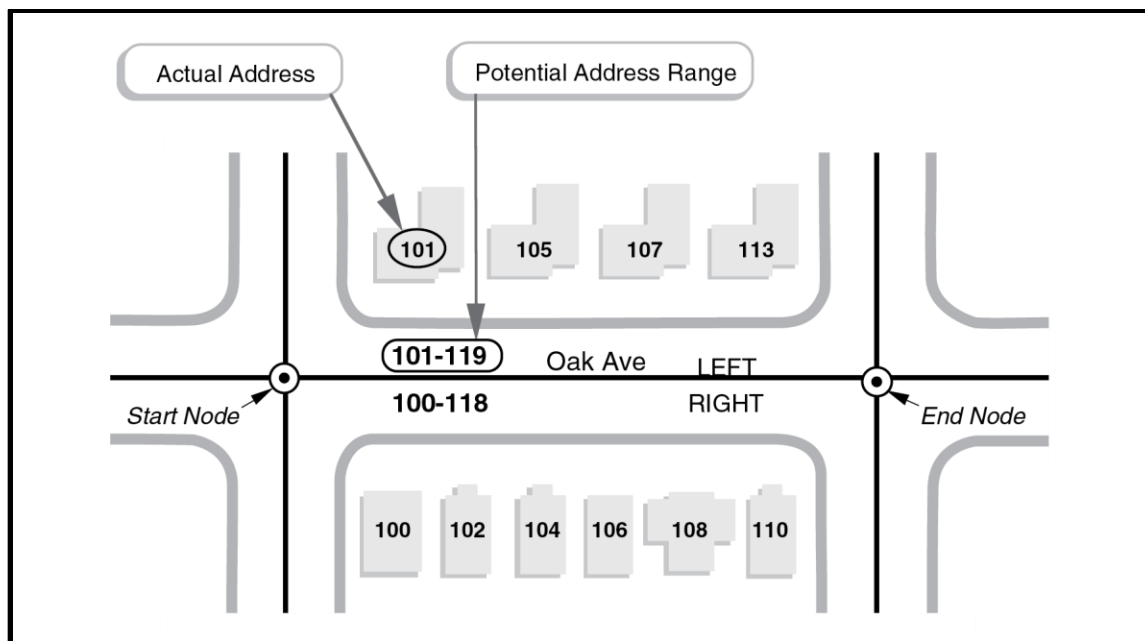 Actual Address
Potential Address Range
101
105
107
113
101-119
Oak Ave
LEFT
Start Node
100-118
RIGHT
End Node
100
102
104
106
108
110